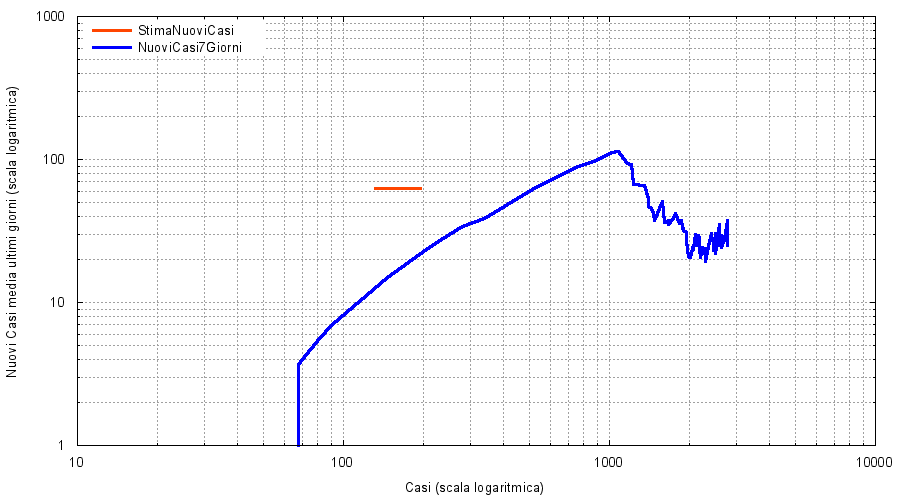 1000
StimaNuoviCasi
NuoviCasi7Giorni
100
10
1
Nuovi Casi media ultimi giorni (scala logaritmica)
10
100
1000
10000
Casi (scala logaritmica)